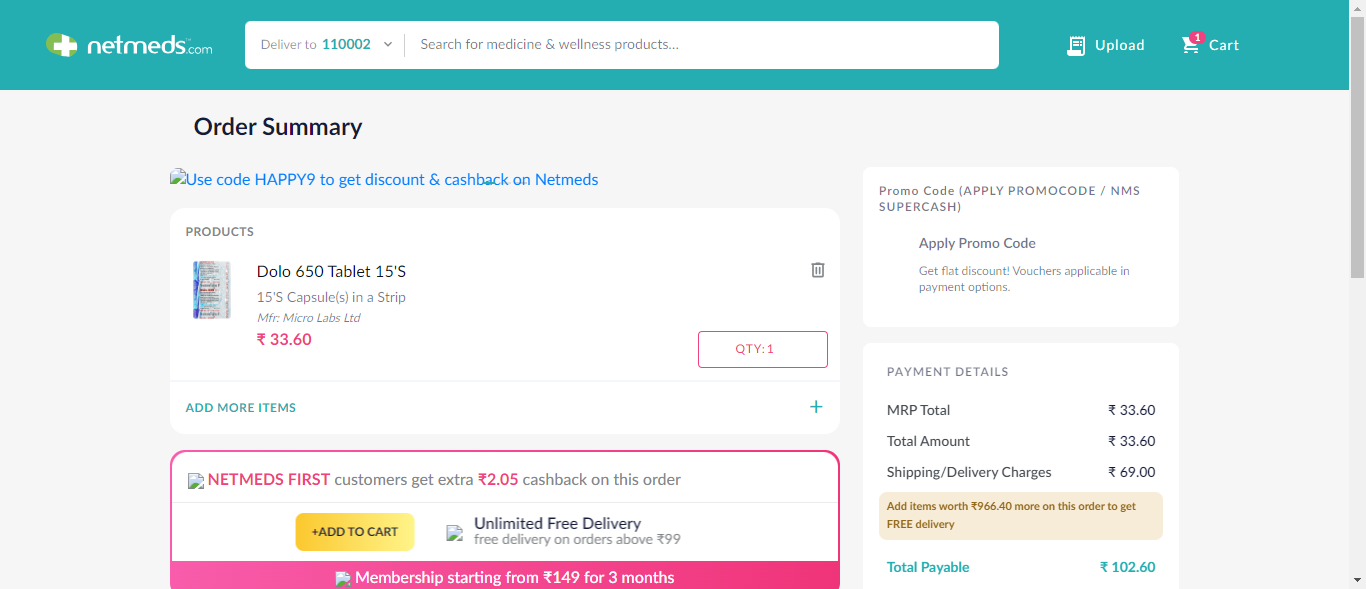 netmeds.com
Deliver to 110002
Search for medicine & wellness products...
Upload
1
Cart
Order Summary
Use code HAPPY9 to get discount & cashback on Netmeds
PRODUCTS
Dolo 650 Tablet 15'S
15'S Capsule(s) in a Strip
Mfr: Micro Labs Ltd
₹ 33.60
QTY:1
ADD MORE ITEMS
+
NETMEDS FIRST customers get extra ₹2.05 cashback on this order
+ADD TO CART
Unlimited Free Delivery
free delivery on orders above ₹99
Membership starting from ₹149 for 3 months
Promo Code (APPLY PROMOCODE / NMS
SUPERCASH)
Apply Promo Code
Get flat discount! Vouchers applicable in
payment options.
PAYMENT DETAILS
MRP Total ₹ 33.60
Total Amount ₹ 33.60
Shipping/Delivery Charges ₹ 69.00
Add items worth ₹966.40 more on this order to get
FREE delivery
Total Payable ₹ 102.60